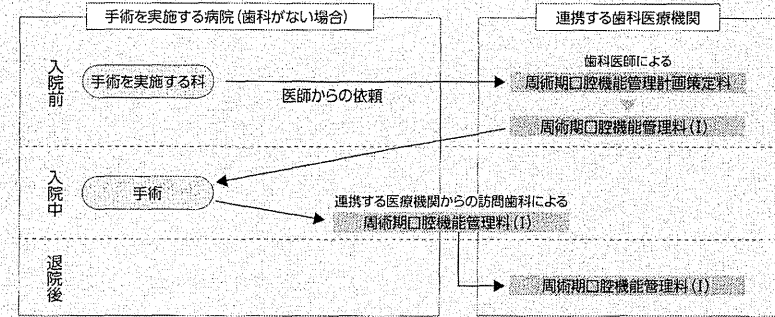 手術を実施する病院(歯科がない場合)
連携する歯科医療機関
入院前
手術を実施する科
医師からの依頼
歯科医師による
周術期口腔機能管理計画策定料
周術期口腔機能管理料(I)
入院中
手術
連携する医療機関からの訪問歯科による
周術期口腔機能管理料(I)
退院後
周術期口腔機能管理料(I)